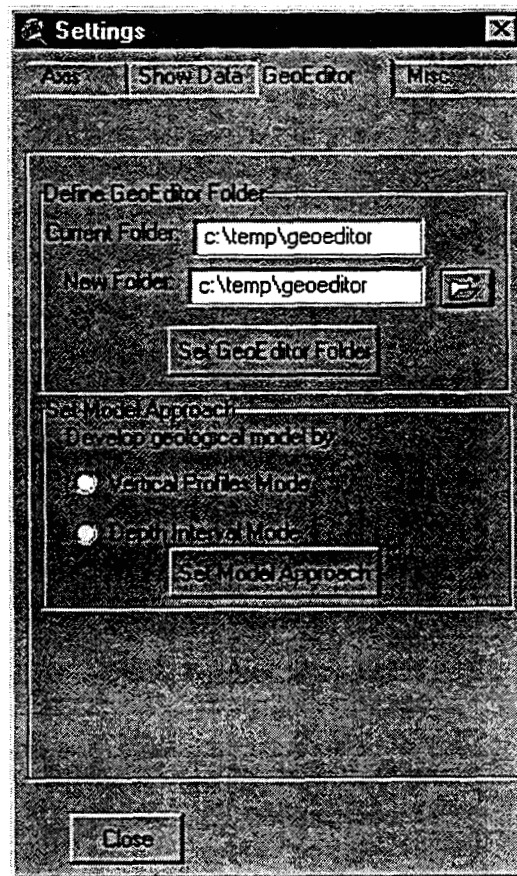 Settings
Axis Show Data GeoEditor Misc.
Define GeoEditor Folder
Current Folder: c:\temp\geoeditor
New Folder: c:\temp\geoeditor
Set GeoEditor Folder
Set Model Approach
Develop geological model by
Vertical Profiles Mode
Depth Interval Mode
Set Model Approach
Close